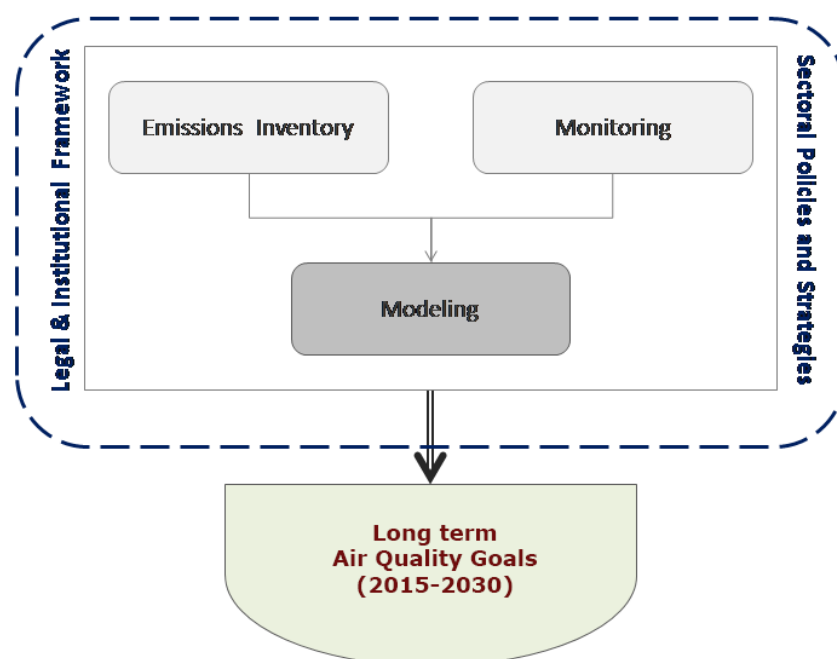 Legal & Institutional Framework
Emissions Inventory
Monitoring
Modeling
Sectoral Policies and Strategies
Long term
Air Quality Goals
(2015-2030)